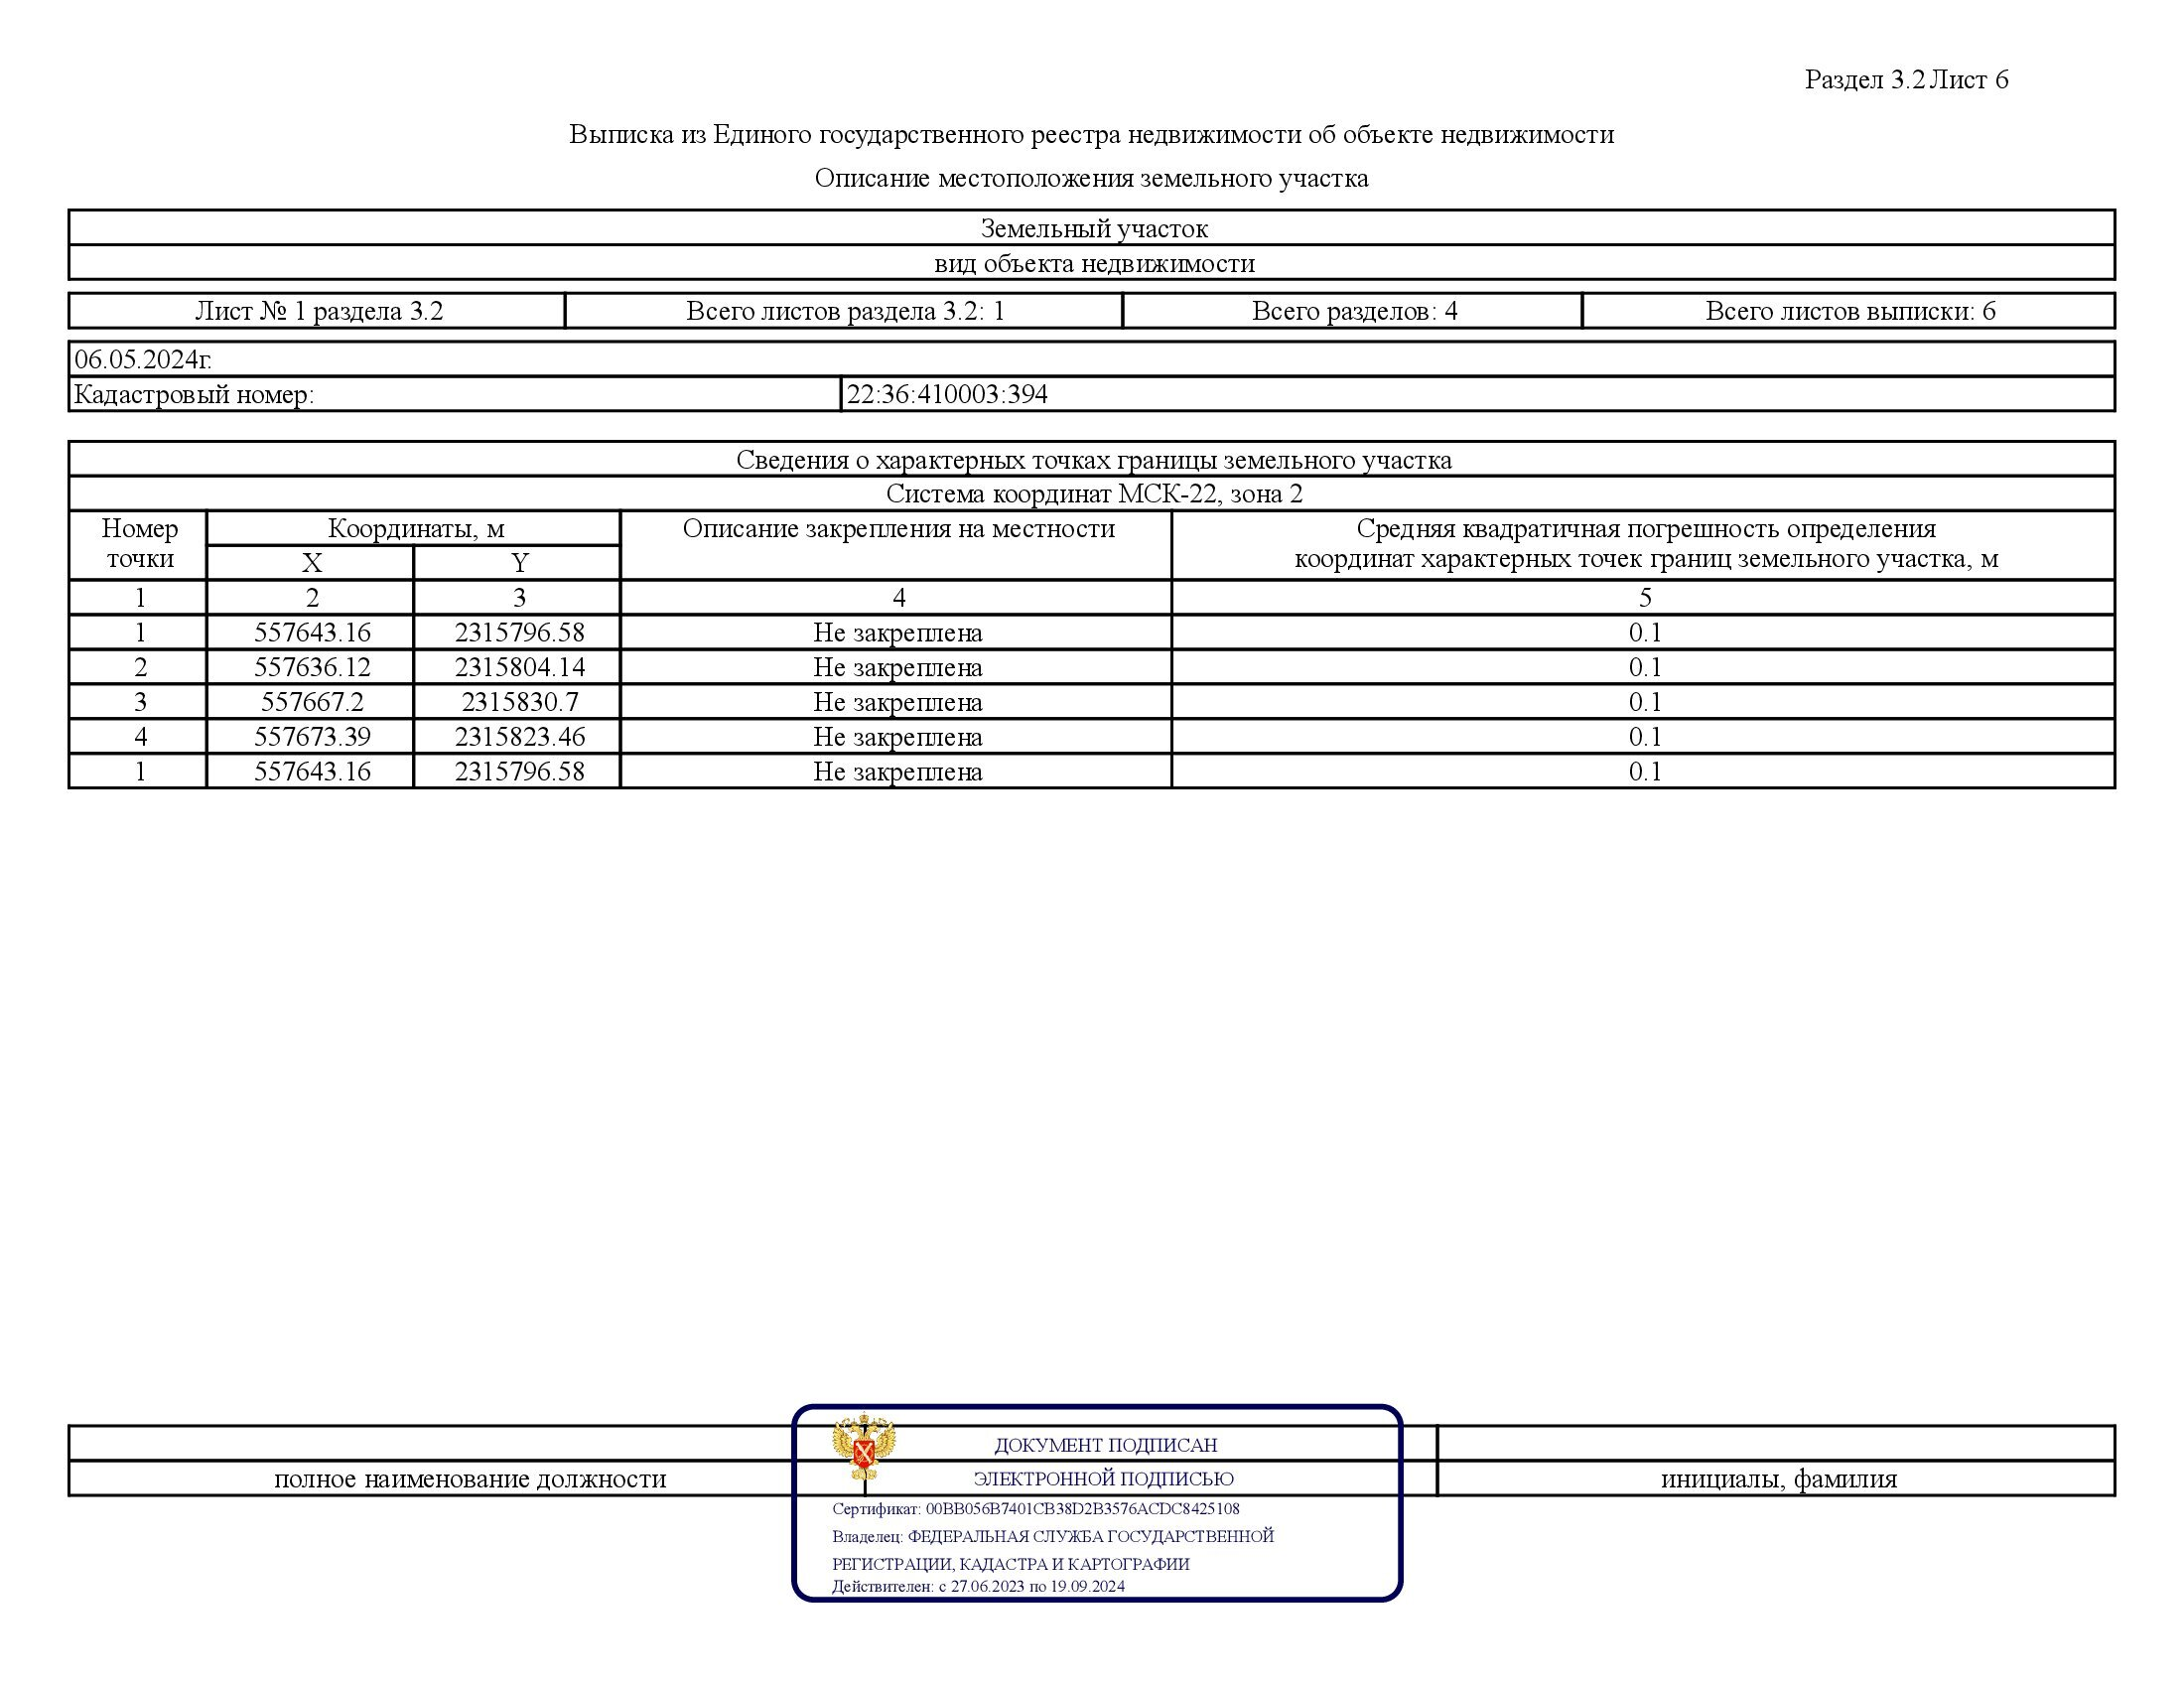 Раздел 3.2 Лист 6
Выписка из Единого государственного реестра недвижимости об объекте недвижимости
Описание местоположения земельного участка
Земельный участок
вид объекта недвижимости
Лист № 1 раздела 3.2 Всего листов раздела 3.2: 1 Всего разделов: 4 Всего листов выписки: 6
06.05.2024г.
Кадастровый номер: 22:36:410003:394
Сведения о характерных точках границы земельного участка
Система координат МСК-22, зона 2
Номер точки Координаты, м Описание закрепления на местности Средняя квадратичная погрешность определения координат характерных точек границ земельного участка, м
X Y
1 2 3 4 5
1 557643.16 2315796.58 Не закреплена 0.1
2 557636.12 2315804.14 Не закреплена 0.1
3 557667.2 2315830.7 Не закреплена 0.1
4 557673.39 2315823.46 Не закреплена 0.1
1 557643.16 2315796.58 Не закреплена 0.1
ДОКУМЕНТ ПОДПИСАН
полное наименование должности ЭЛЕКТРОННОЙ ПОДПИСЬЮ инициалы, фамилия
Сертификат: 00BB056B7401CB38D2B3576ACDC8425108
Владелец: ФЕДЕРАЛЬНАЯ СЛУЖБА ГОСУДАРСТВЕННОЙ
РЕГИСТРАЦИИ, КАДАСТРА И КАРТОГРАФИИ
Действителен: с 27.06.2023 по 19.09.2024